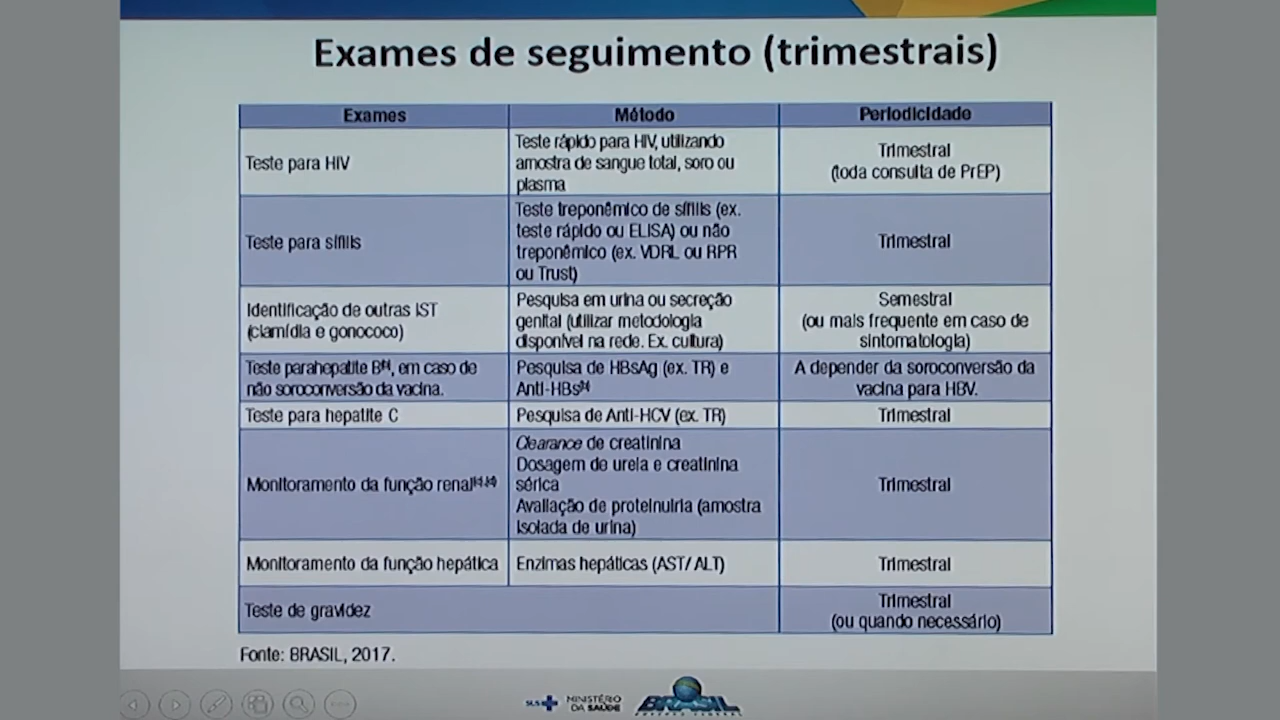 Exames de seguimento (trimestrais)
Exames
Método
Periodicidade
Teste para HIV
Teste rápido para HIV, utilizando
amostra de sangue total, soro ou
plasma
Trimestral
(toda consulta de PrEP)
Teste para sífilis
Teste treponêmico de sífilis (ex.
teste rápido ou ELISA) ou não
treponêmico (ex. VDRL ou RPR
ou Trust)
Trimestral
Identificação de outras IST
(clamídia e gonococo)
Pesquisa em urina ou secreção
genital (utilizar metodologia
disponível na rede. Ex. cultura)
Semestral
(ou mais frequente em caso de
sintomatologia)
Teste parahepatite B, em caso de
não soroconversão da vacina.
Pesquisa de HBsAg (ex. TR) e
Anti-HBs
A depender da soroconversão da
vacina para HBV.
Teste para hepatite C
Pesquisa de Anti-HCV (ex. TR)
Trimestral
Monitoramento da função renal
Clearance de creatinina
Dosagem de ureia e creatinina
sérica
Avaliação de proteinuria (amostra
isolada de urina)
Trimestral
Monitoramento da função hepática
Enzimas hepáticas (AST/ ALT)
Trimestral
Teste de gravidez
Trimestral
(ou quando necessário)
Fonte: BRASIL, 2017.
SUS
MINISTÉRIO
DA SAÚDE
BRASIL
GOVERNO FEDERAL